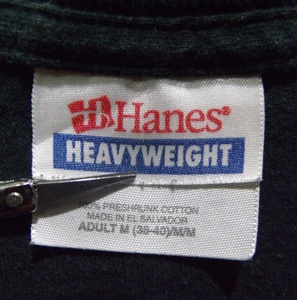 Hanes®
HEAVYWEIGHT
100% PRESHRUNK COTTON
MADE IN EL SALVADOR
ADULT M (38-40)/M/M